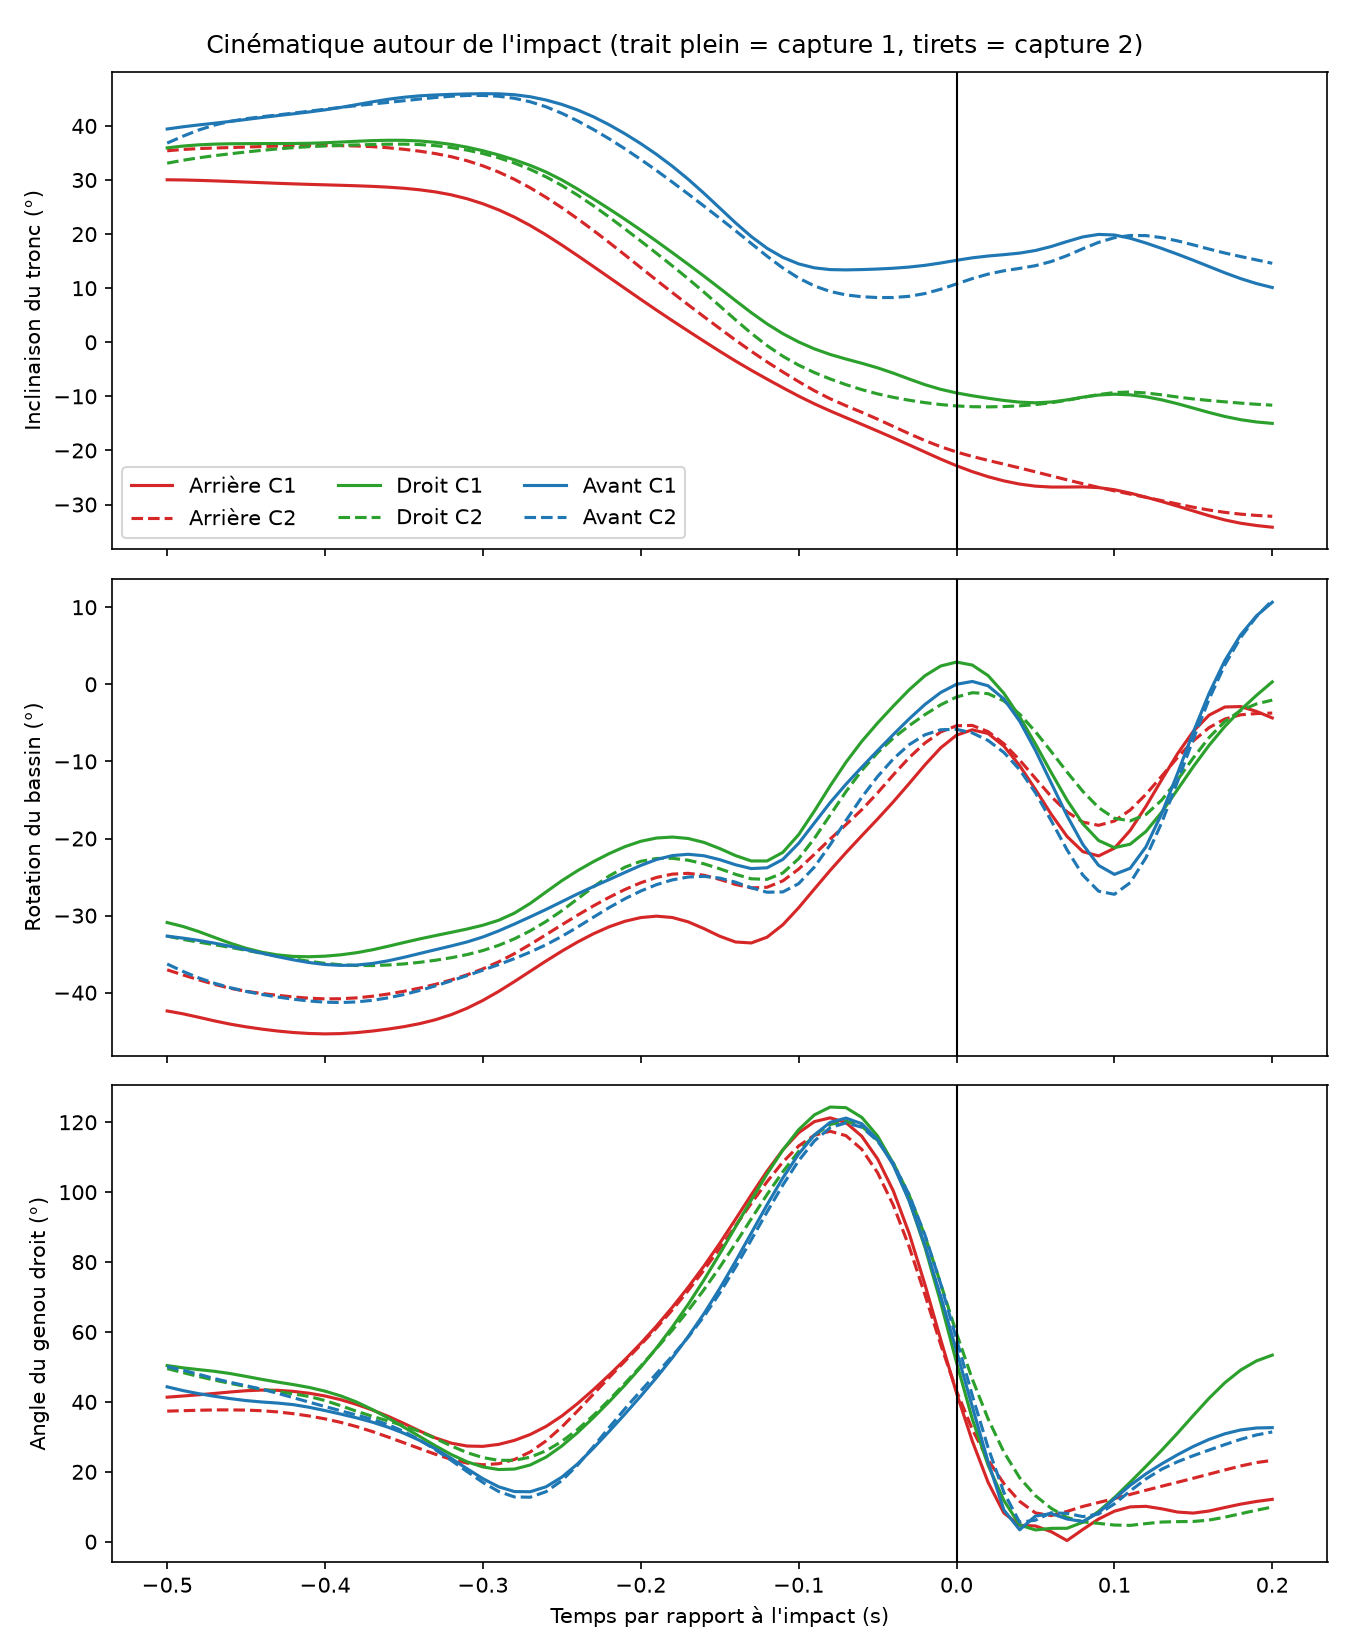 Cinématique autour de l'impact (trait plein = capture 1, tirets = capture 2)
Inclinaison du tronc (°)
40
30
20
10
0
−10
−20
−30
Arrière C1 Droit C1 Avant C1
Arrière C2 Droit C2 Avant C2
Rotation du bassin (°)
10
0
−10
−20
−30
−40
Angle du genou droit (°)
120
100
80
60
40
20
0
−0.5 −0.4 −0.3 −0.2 −0.1 0.0 0.1 0.2
Temps par rapport à l'impact (s)